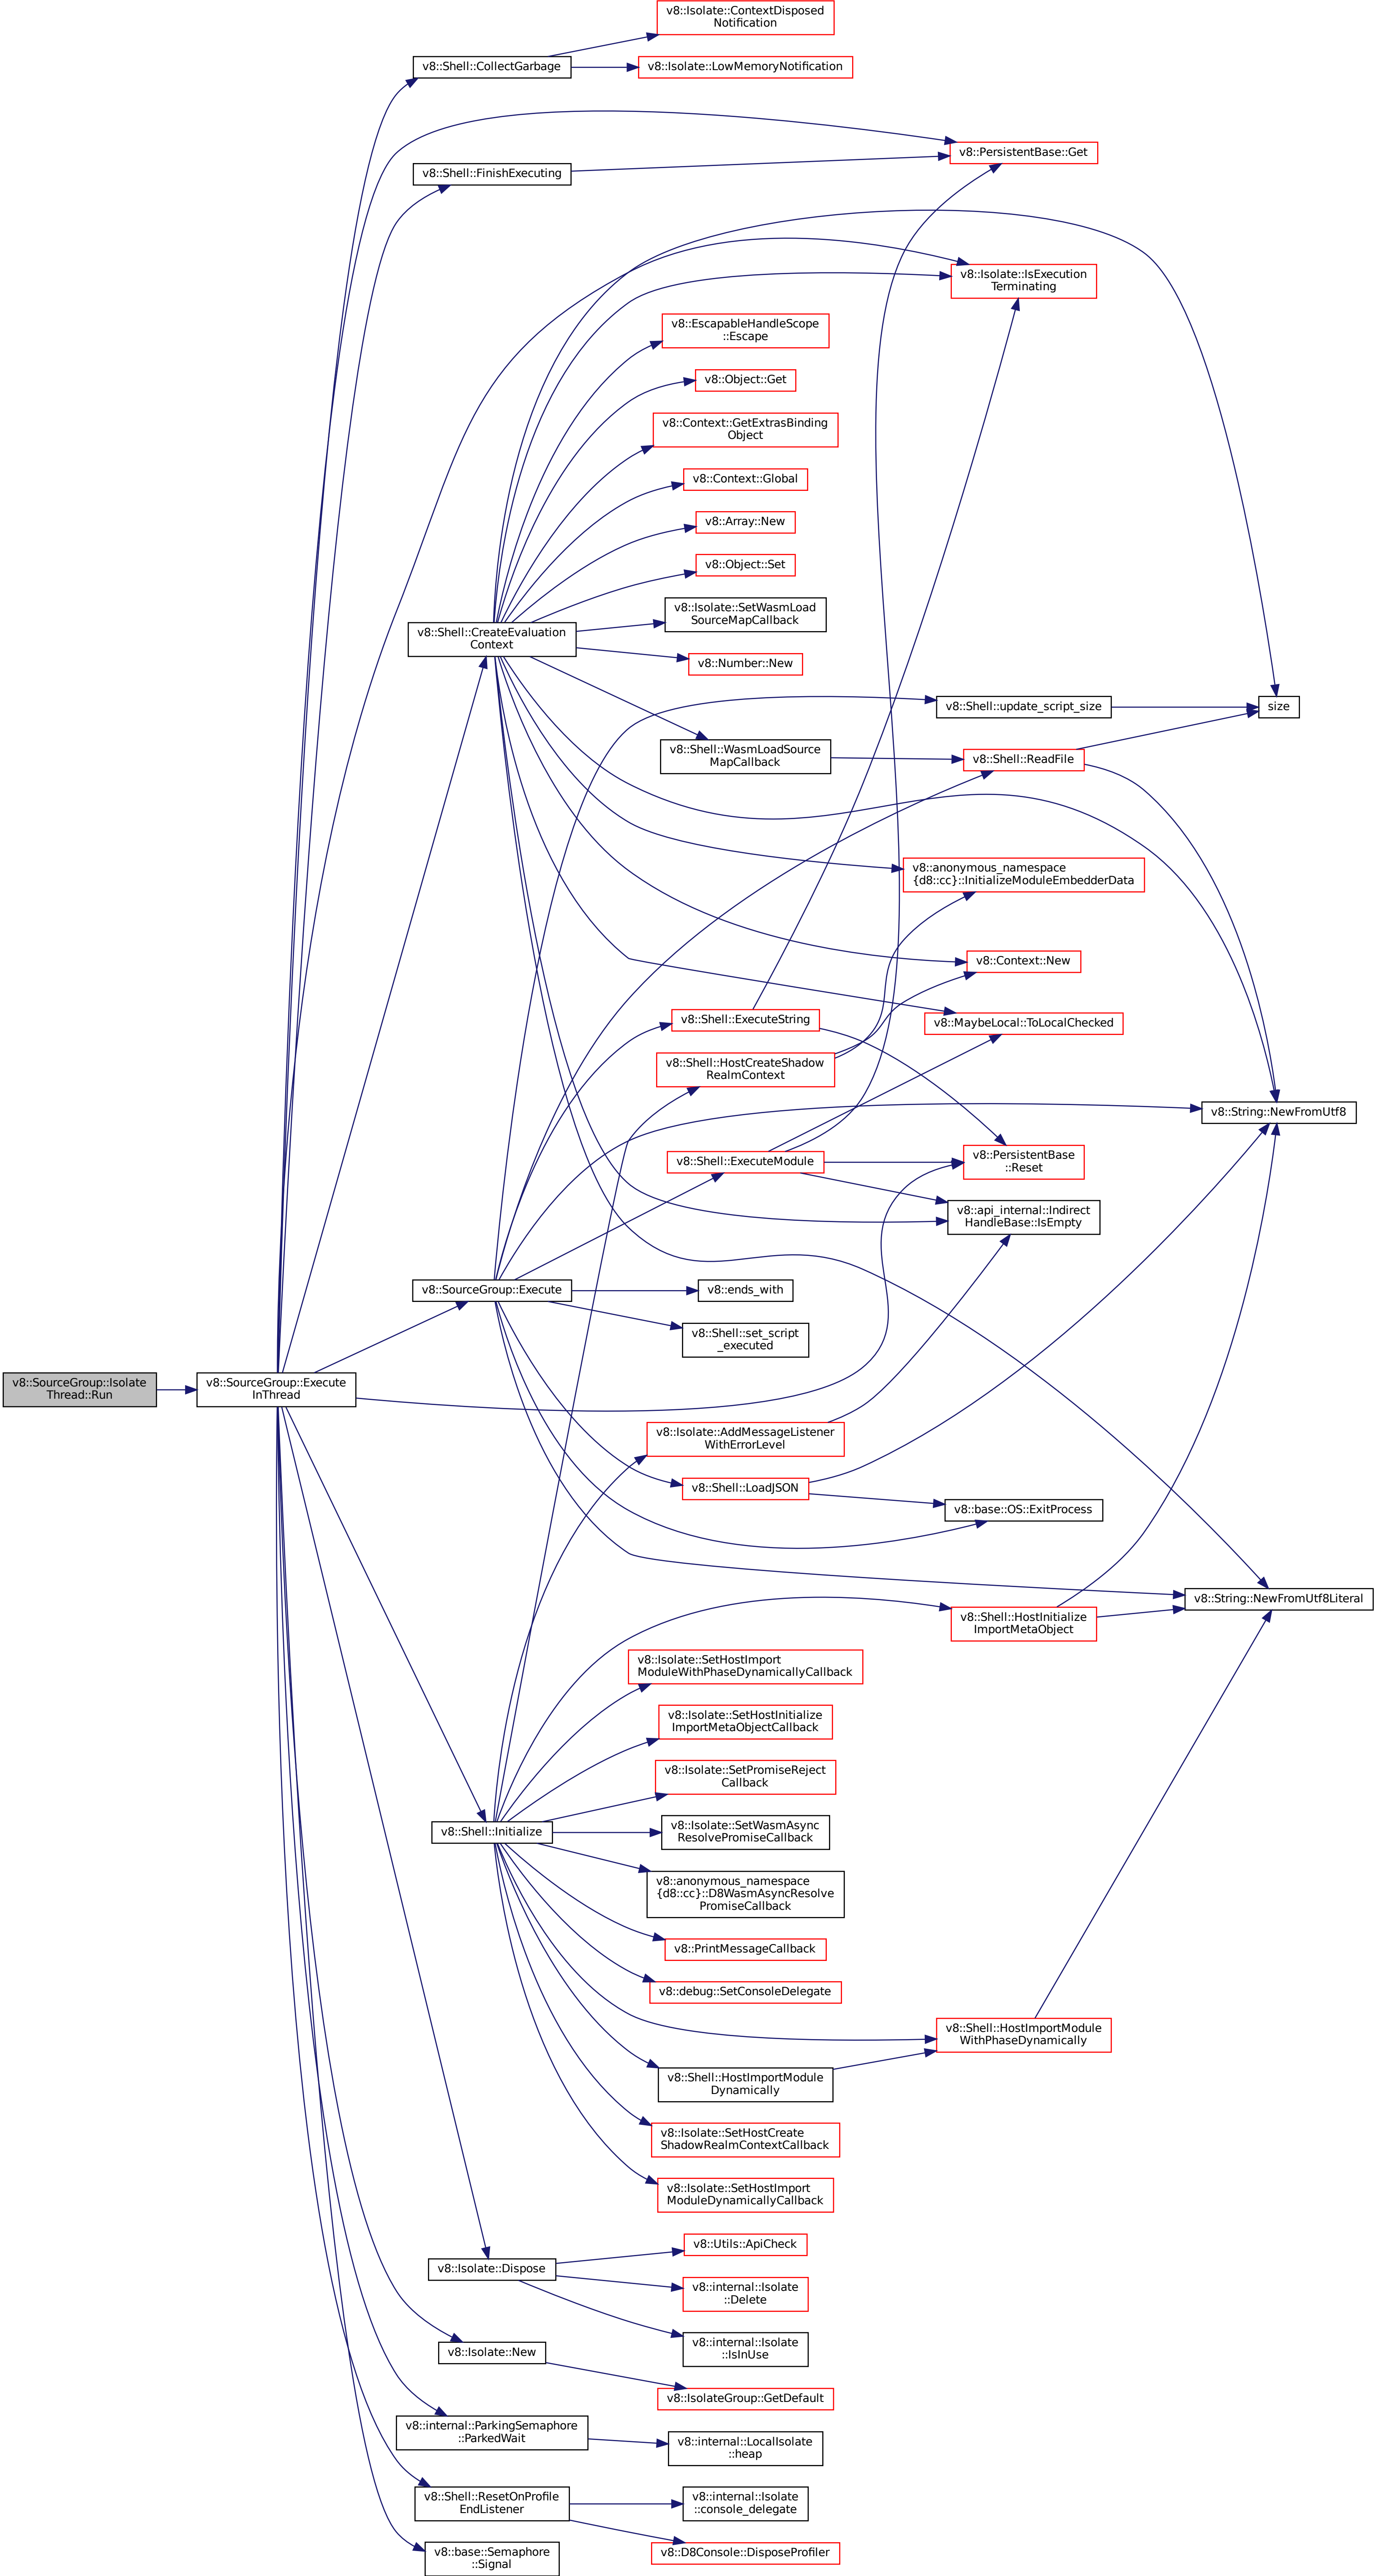 v8::Isolate::ContextDisposed
Notification
v8::Shell::CollectGarbage
v8::Isolate::LowMemoryNotification
v8::PersistentBase::Get
v8::Shell::FinishExecuting
v8::Isolate::IsExecution
Terminating
v8::EscapableHandleScope
::Escape
v8::Object::Get
v8::Context::GetExtrasBinding
Object
v8::Context::Global
v8::Array::New
v8::Object::Set
v8::Isolate::SetWasmLoad
SourceMapCallback
v8::Shell::CreateEvaluation
Context
v8::Number::New
v8::Shell::update_script_size
size
v8::Shell::WasmLoadSource
MapCallback
v8::Shell::ReadFile
v8::anonymous_namespace
{d8::cc}::InitializeModuleEmbedderData
v8::Context::New
v8::Shell::ExecuteString
v8::MaybeLocal::ToLocalChecked
v8::Shell::HostCreateShadow
RealmContext
v8::String::NewFromUtf8
v8::Shell::ExecuteModule
v8::PersistentBase
::Reset
v8::api_internal::Indirect
HandleBase::IsEmpty
v8::SourceGroup::Execute
v8::ends_with
v8::Shell::set_script
_executed
v8::SourceGroup::Isolate
Thread::Run
v8::SourceGroup::Execute
InThread
v8::Isolate::AddMessageListener
WithErrorLevel
v8::Shell::LoadJSON
v8::base::OS::ExitProcess
v8::String::NewFromUtf8Literal
v8::Shell::HostInitialize
ImportMetaObject
v8::Isolate::SetHostImport
ModuleWithPhaseDynamicallyCallback
v8::Isolate::SetHostInitialize
ImportMetaObjectCallback
v8::Isolate::SetPromiseReject
Callback
v8::Shell::Initialize
v8::Isolate::SetWasmAsync
ResolvePromiseCallback
v8::anonymous_namespace
{d8::cc}::D8WasmAsyncResolve
PromiseCallback
v8::PrintMessageCallback
v8::debug::SetConsoleDelegate
v8::Shell::HostImportModule
WithPhaseDynamically
v8::Shell::HostImportModule
Dynamically
v8::Isolate::SetHostCreate
ShadowRealmContextCallback
v8::Isolate::SetHostImport
ModuleDynamicallyCallback
v8::Utils::ApiCheck
v8::Isolate::Dispose
v8::internal::Isolate
::Delete
v8::internal::Isolate
::IsInUse
v8::Isolate::New
v8::IsolateGroup::GetDefault
v8::internal::ParkingSemaphore
::ParkedWait
v8::internal::LocalIsolate
::heap
v8::Shell::ResetOnProfile
EndListener
v8::internal::Isolate
::console_delegate
v8::D8Console::DisposeProfiler
v8::base::Semaphore
::Signal